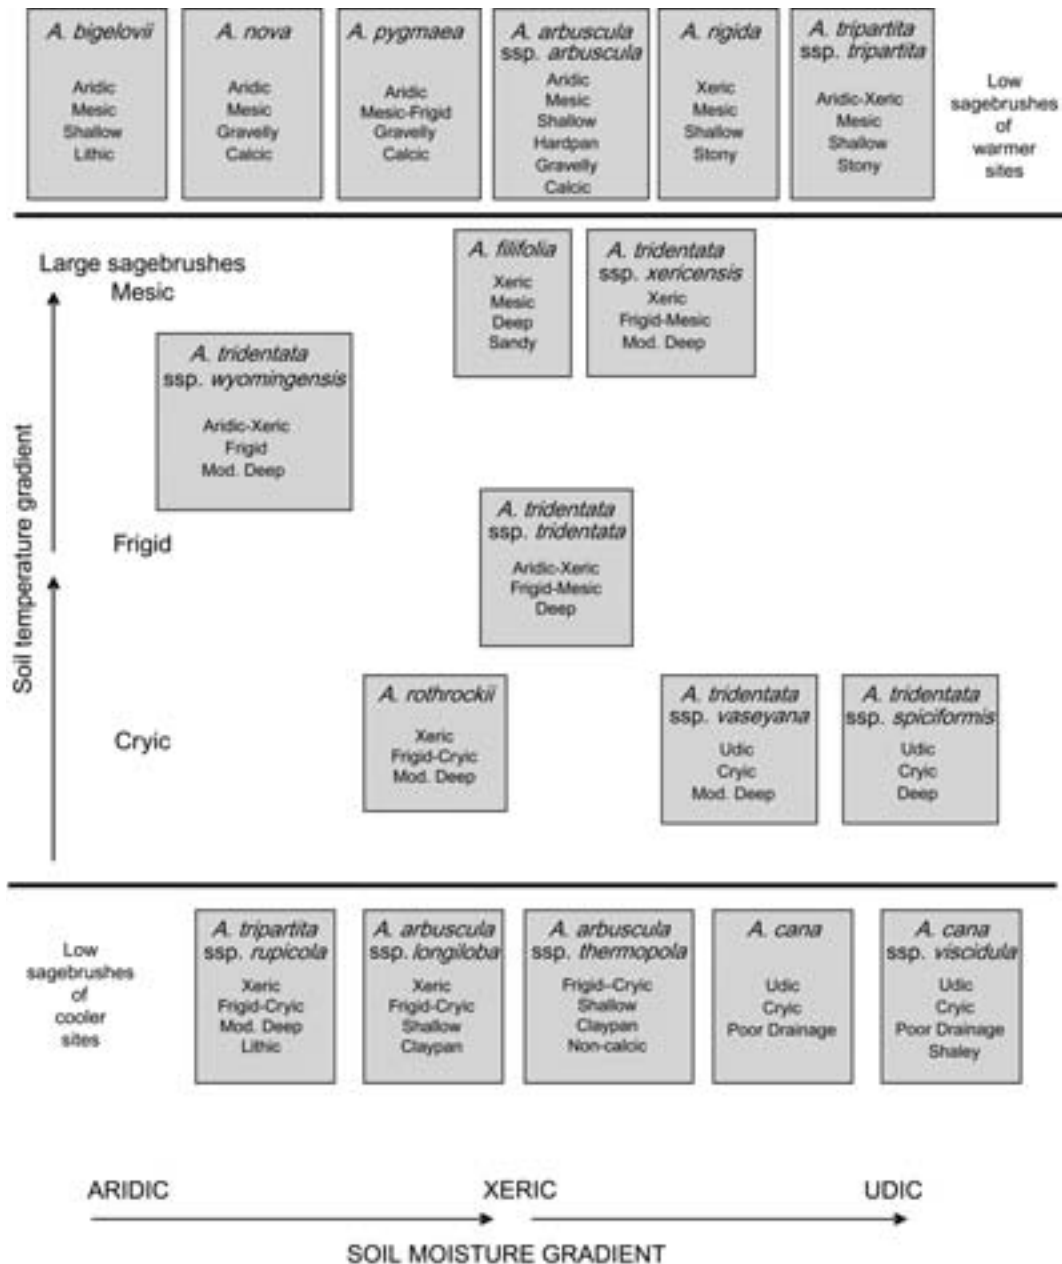 A. bigelovii
Aridic
Mesic
Shallow
Lithic
A. nova
Aridic
Mesic
Gravelly
Calcic
A. pygmaea
Aridic
Mesic-Frigid
Gravelly
Calcic
A. arbuscula
ssp. arbuscula
Aridic
Mesic
Shallow
Hardpan
Gravelly
Calcic
A. rigida
Xeric
Mesic
Shallow
Stony
A. tripartita
ssp. tripartita
Aridic-Xeric
Mesic
Shallow
Stony
Low
sagebrushes
of
warmer
sites
Large sagebrushes
Mesic
A. filifolia
Xeric
Mesic
Deep
Sandy
A. tridentata
ssp. xericensis
Xeric
Frigid-Mesic
Mod. Deep
A. tridentata
ssp. wyomingensis
Aridic-Xeric
Frigid
Mod. Deep
Soil temperature gradient
Frigid
A. tridentata
ssp. tridentata
Aridic-Xeric
Frigid-Mesic
Deep
Cryic
A. rothrockii
Xeric
Frigid-Cryic
Mod. Deep
A. tridentata
ssp. vaseyana
Udic
Cryic
Mod. Deep
A. tridentata
ssp. spiciformis
Udic
Cryic
Deep
Low
sagebrushes
of
cooler
sites
A. tripartita
ssp. rupicola
Xeric
Frigid-Cryic
Mod. Deep
Lithic
A. arbuscula
ssp. longiloba
Xeric
Frigid-Cryic
Shallow
Claypan
A. arbuscula
ssp. thermopola
Frigid–Cryic
Shallow
Claypan
Non-calcic
A. cana
Udic
Cryic
Poor Drainage
A. cana
ssp. viscidula
Udic
Cryic
Poor Drainage
Shaley
ARIDIC XERIC UDIC
SOIL MOISTURE GRADIENT